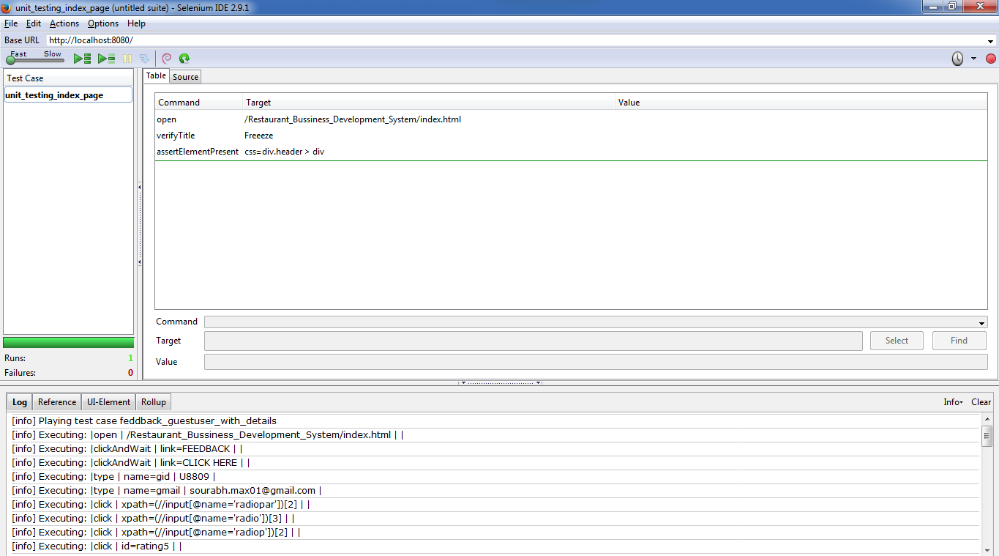 unit_testing_index_page (untitled suite) - Selenium IDE 2.9.1
File Edit Actions Options Help
Base URL http://localhost:8080/
Fast Slow
Test Case
unit_testing_index_page
Table Source
Command Target Value
open /Restaurant_Bussiness_Development_System/index.html
verifyTitle Freeeze
assertElementPresent css=div.header > div
Command
Target Select Find
Value
Runs: 1
Failures: 0
Log Reference UI-Element Rollup Info Clear
[info] Playing test case feddback_guestuser_with_details
[info] Executing: |open | /Restaurant_Bussiness_Development_System/index.html | |
[info] Executing: |clickAndWait | link=FEEDBACK | |
[info] Executing: |clickAndWait | link=CLICK HERE | |
[info] Executing: |type | name=gid | U8809 |
[info] Executing: |type | name=gmail | sourabh.max01@gmail.com |
[info] Executing: |click | xpath=(//input[@name='radiopar'])[2] | |
[info] Executing: |click | xpath=(//input[@name='radio'])[3] | |
[info] Executing: |click | xpath=(//input[@name='radiop'])[2] | |
[info] Executing: |click | id=rating5 | |